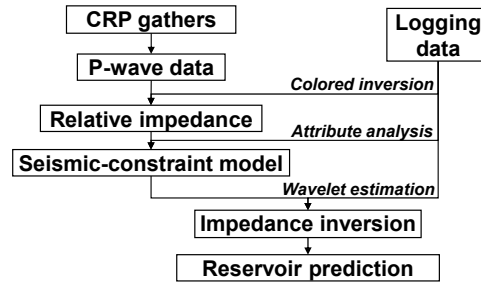 CRP gathers
Logging
data
P-wave data
Colored inversion
Relative impedance
Attribute analysis
Seismic-constraint model
Wavelet estimation
Impedance inversion
Reservoir prediction